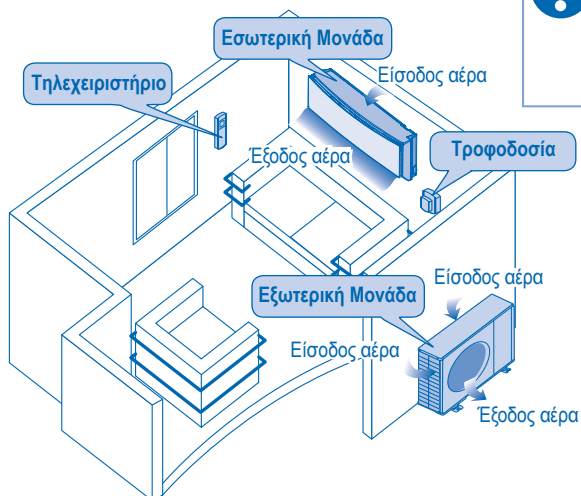 Εσωτερική Μονάδα
Είσοδος αέρα
Τηλεχειριστήριο
Έξοδος αέρα
Τροφοδοσία
Είσοδος αέρα
Εξωτερική Μονάδα
Είσοδος αέρα
Έξοδος αέρα